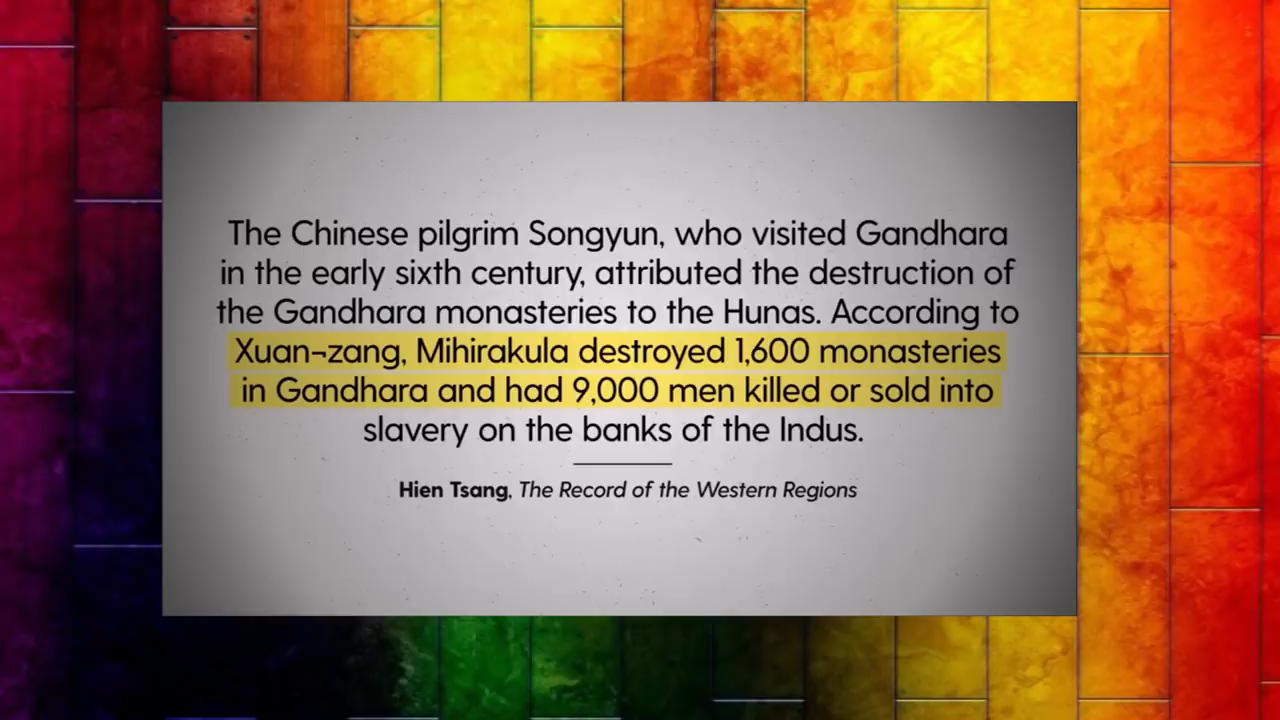 The Chinese pilgrim Songyun, who visited Gandhara
in the early sixth century, attributed the destruction of
the Gandhara monasteries to the Hunas. According to
Xuan¬zang, Mihirakula destroyed 1,600 monasteries
in Gandhara and had 9,000 men killed or sold into
slavery on the banks of the Indus.
Hien Tsang, The Record of the Western Regions